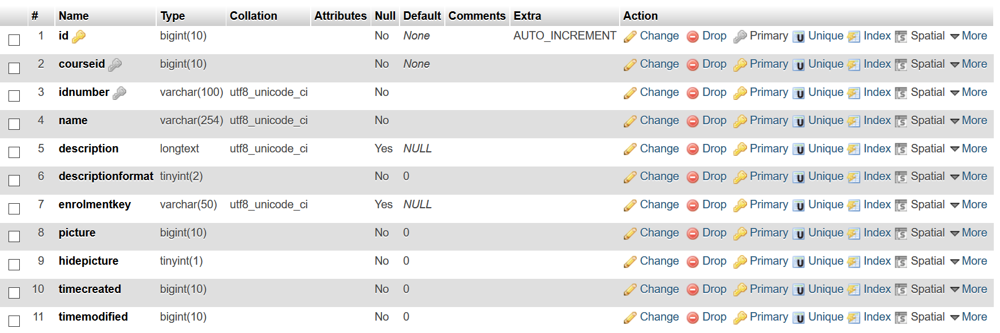 # Name Type Collation Attributes Null Default Comments Extra Action
1 id bigint(10) No None AUTO_INCREMENT Change Drop Primary U Unique Index S Spatial More
2 courseid bigint(10) No None Change Drop Primary U Unique Index S Spatial More
3 idnumber varchar(100) utf8_unicode_ci No Change Drop Primary U Unique Index S Spatial More
4 name varchar(254) utf8_unicode_ci No Change Drop Primary U Unique Index S Spatial More
5 description longtext utf8_unicode_ci Yes NULL Change Drop Primary U Unique Index S Spatial More
6 descriptionformat tinyint(2) No 0 Change Drop Primary U Unique Index S Spatial More
7 enrolmentkey varchar(50) utf8_unicode_ci Yes NULL Change Drop Primary U Unique Index S Spatial More
8 picture bigint(10) No 0 Change Drop Primary U Unique Index S Spatial More
9 hidepicture tinyint(1) No 0 Change Drop Primary U Unique Index S Spatial More
10 timecreated bigint(10) No 0 Change Drop Primary U Unique Index S Spatial More
11 timemodified bigint(10) No 0 Change Drop Primary U Unique Index S Spatial More